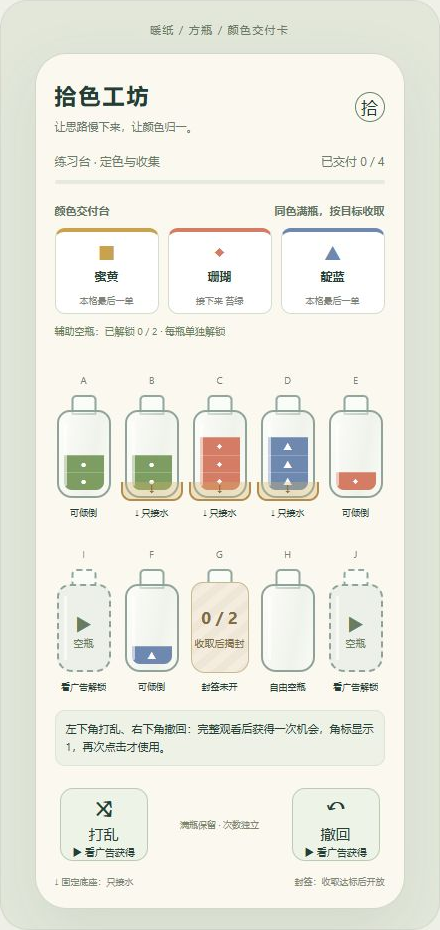 暖纸 / 方瓶 / 颜色交付卡
拾色工坊
拾
让思路慢下来，让颜色归一。
练习台 · 定色与收集
已交付 0 / 4
颜色交付台
同色满瓶，按目标收取
蜜黄
珊瑚
靛蓝
本格最后一单
接下来 苔绿
本格最后一单
辅助空瓶：已解锁 0 / 2 · 每瓶单独解锁
A
B
C
D
E
可倾倒
↓ 只接水
↓ 只接水
↓ 只接水
可倾倒
I
F
G
H
J
空瓶
0 / 2
收取后揭封
空瓶
看广告解锁
可倾倒
封签未开
自由空瓶
看广告解锁
左下角打乱、右下角撤回：完整观看后获得一次机会，角标显示
1，再次点击才使用。
打乱
▶ 看广告获得
满瓶保留 · 次数独立
撤回
▶ 看广告获得
↓ 固定底座：只接水
封签：收取达标后开放